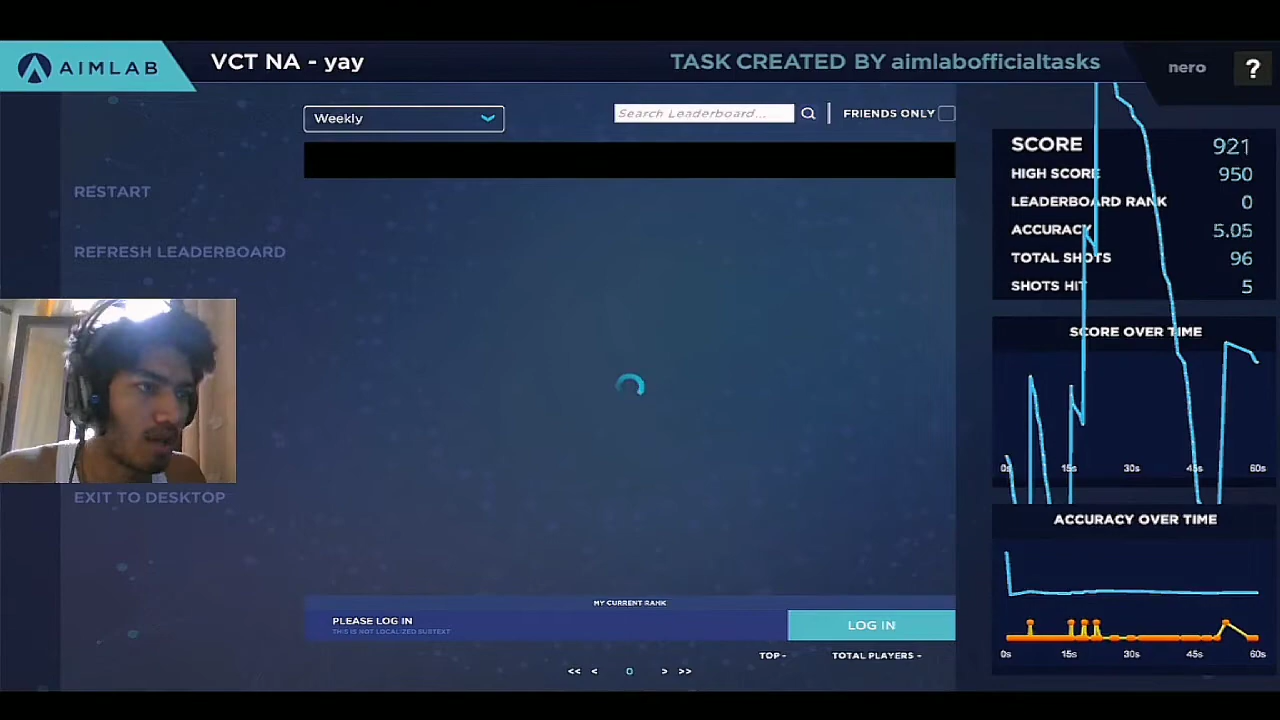 AIMLAB
VCT NA - yay
TASK CREATED BY aimlabofficialtasks
nero
?
Weekly
Search Leaderboard...
FRIENDS ONLY
RESTART
REFRESH LEADERBOARD
EXIT TO DESKTOP
SCORE 921
HIGH SCORE 950
LEADERBOARD RANK 0
ACCURACY 5.05
TOTAL SHOTS 96
SHOTS HIT 5
SCORE OVER TIME
0s 15s 30s 45s 60s
ACCURACY OVER TIME
0s 15s 30s 45s 60s
MY CURRENT RANK
PLEASE LOG IN
THIS IS NOT LOCALIZED SUBTEXT
LOG IN
TOP - TOTAL PLAYERS -
<< < 0 > >>